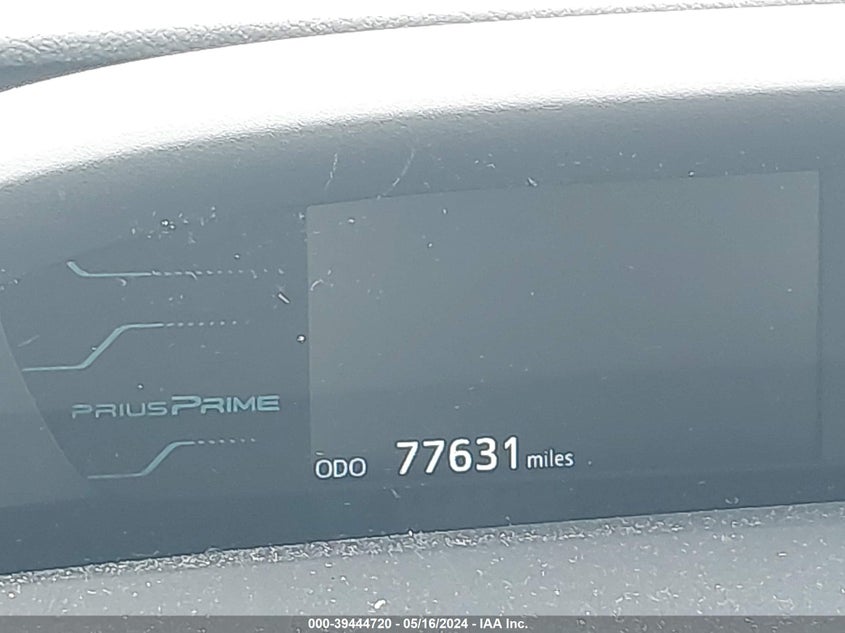 PRIUSPRIME
ODO 77631 miles
000-39444720 - 05/16/2024 - IAA Inc.